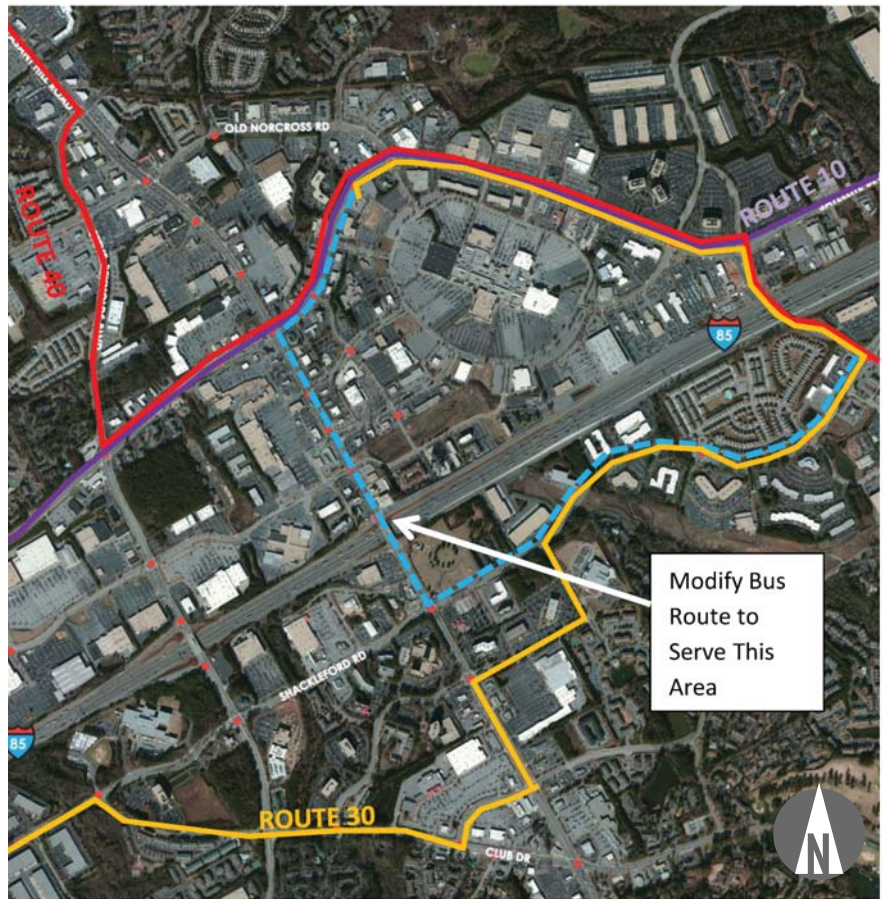 OLD NORCROSS RD
ROUTE 10
ROUTE 40
85
Modify Bus
Route to
Serve This
Area
SHACKLEFORD RD
85
ROUTE 30
CLUB DR
N